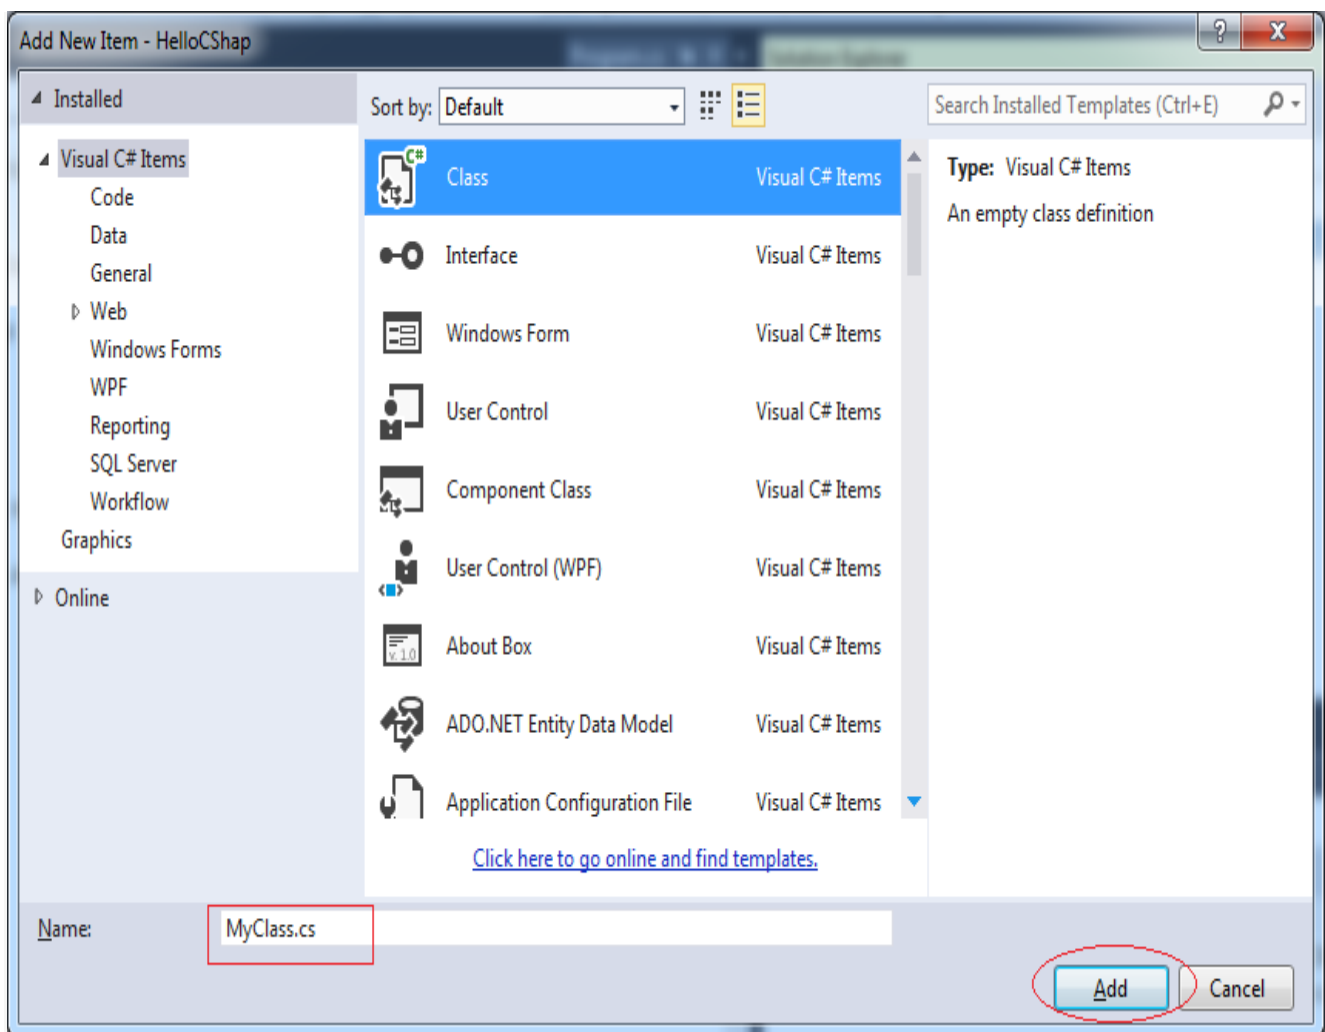 Add New Item - HelloCShap
?
X
Installed
Sort by: Default
Search Installed Templates (Ctrl+E)
Visual C# Items
Code
Data
General
Web
Windows Forms
WPF
Reporting
SQL Server
Workflow
Graphics
Online
C#
Class Visual C# Items
Interface Visual C# Items
Windows Form Visual C# Items
User Control Visual C# Items
Component Class Visual C# Items
User Control (WPF) Visual C# Items
v. 1.0
About Box Visual C# Items
ADO.NET Entity Data Model Visual C# Items
Application Configuration File Visual C# Items
Click here to go online and find templates.
Type: Visual C# Items
An empty class definition
Name: MyClass.cs
Add
Cancel